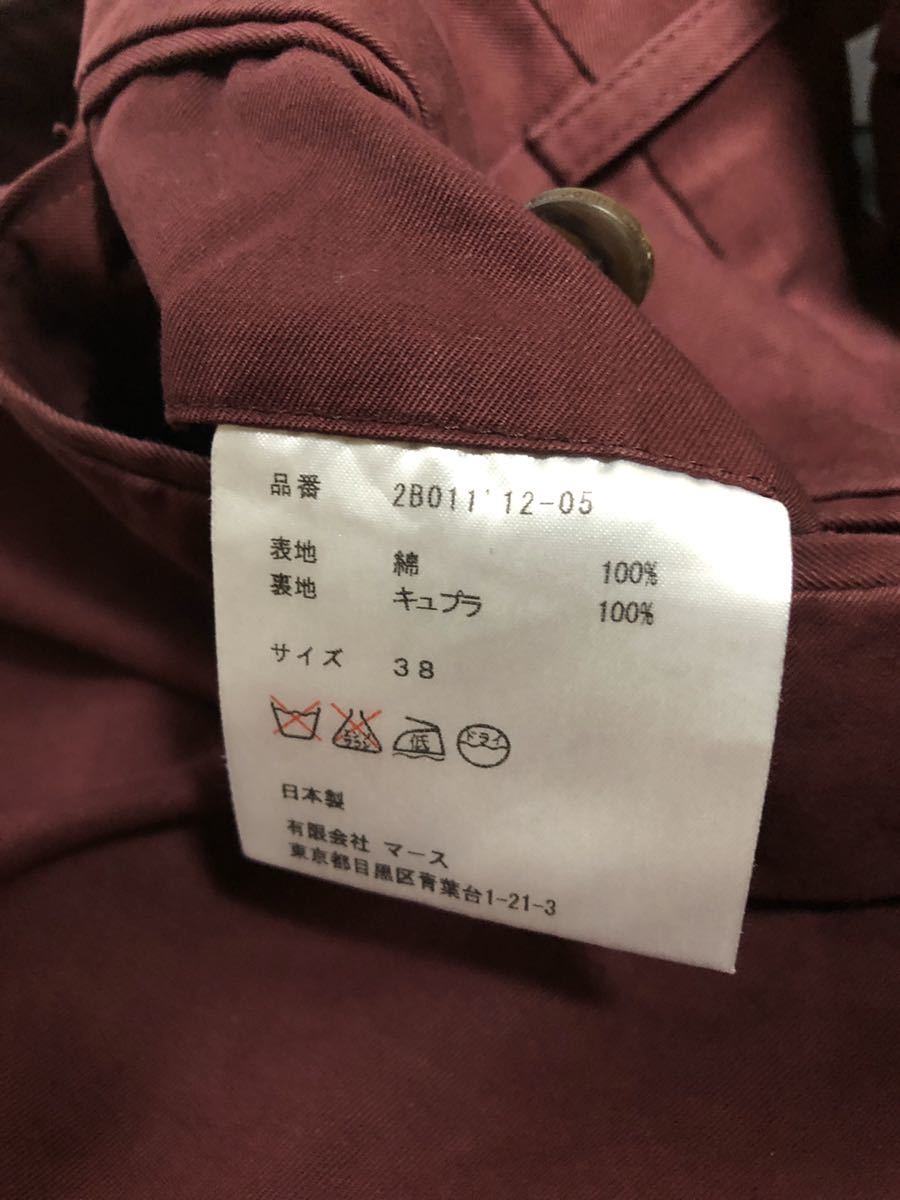 品番 2B011'12-05
表地 綿 100%
裏地 キュプラ 100%
サイズ 38
低 ドライ
日本製
有限会社 マース
東京都目黒区青葉台1-21-3